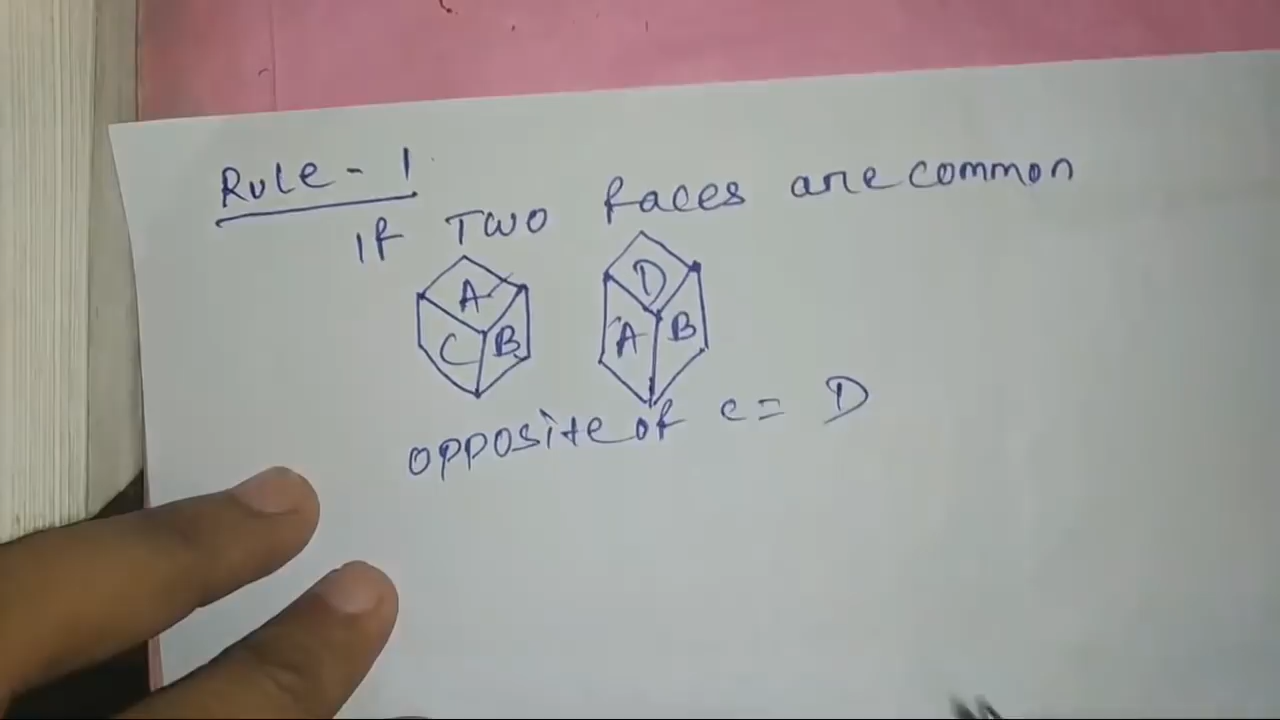 Rule - 1
If Two faces are common
A
C B
D
A B
opposite of c = D